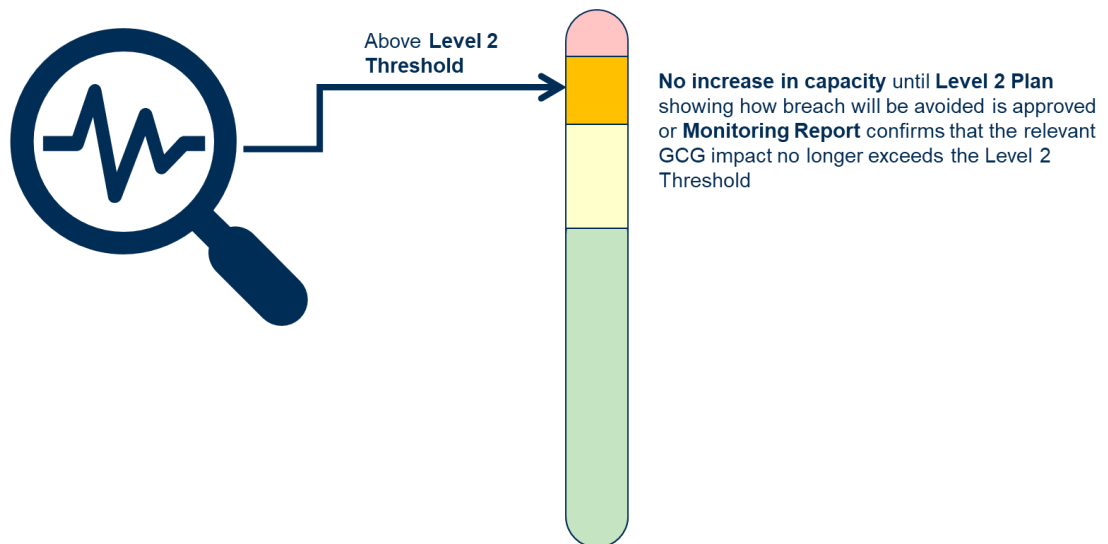 Above Level 2
Threshold
No increase in capacity until Level 2 Plan
showing how breach will be avoided is approved
or Monitoring Report confirms that the relevant
GCG impact no longer exceeds the Level 2
Threshold